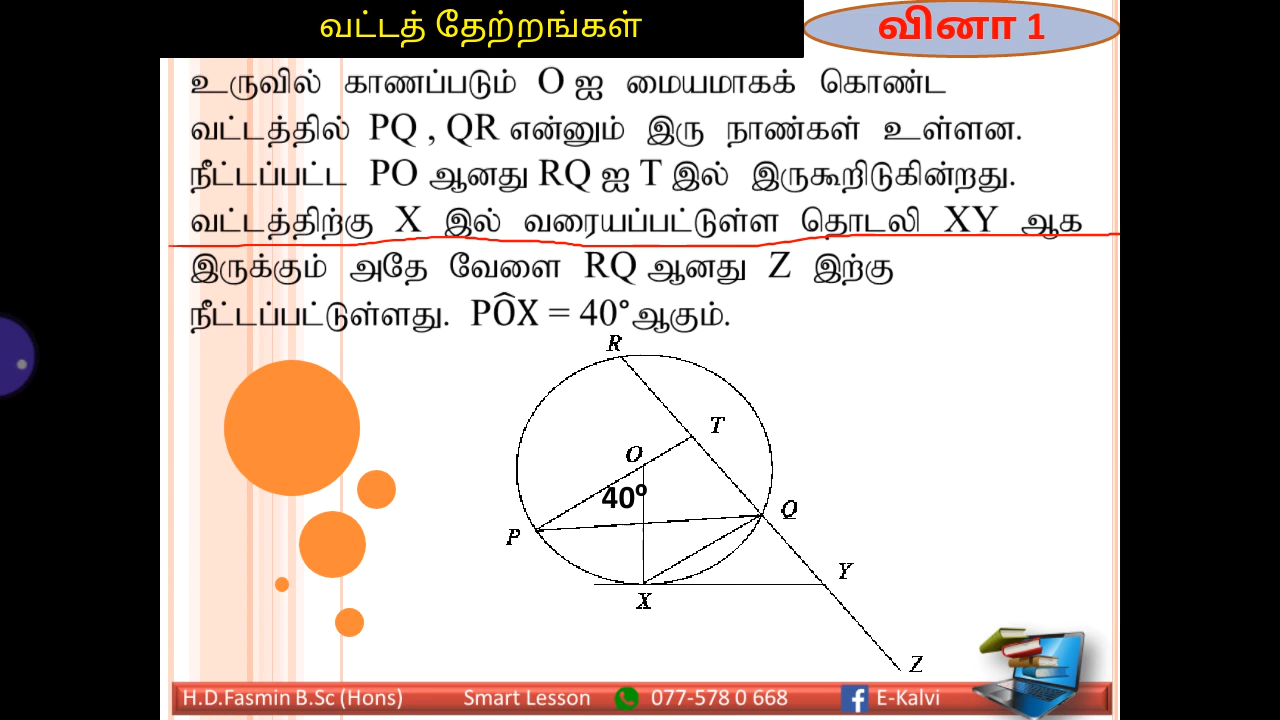 வட்டத் தேற்றங்கள்
வினா 1
உருவில் காணப்படும் O ஐ மையமாகக் கொண்ட
வட்டத்தில் PQ , QR என்னும் இரு நாண்கள் உள்ளன.
நீட்டப்பட்ட PO ஆனது RQ ஐ T இல் இருகூறிடுகின்றது.
வட்டத்திற்கு X இல் வரையப்பட்டுள்ள தொடலி XY ஆக
இருக்கும் அதே வேளை RQ ஆனது Z இற்கு
நீட்டப்பட்டுள்ளது. PÔX = 40°ஆகும்.
R
T
O
40º
Q
P
Y
X
Z
H.D.Fasmin B.Sc (Hons) Smart Lesson 077-578 0 668 E-Kalvi